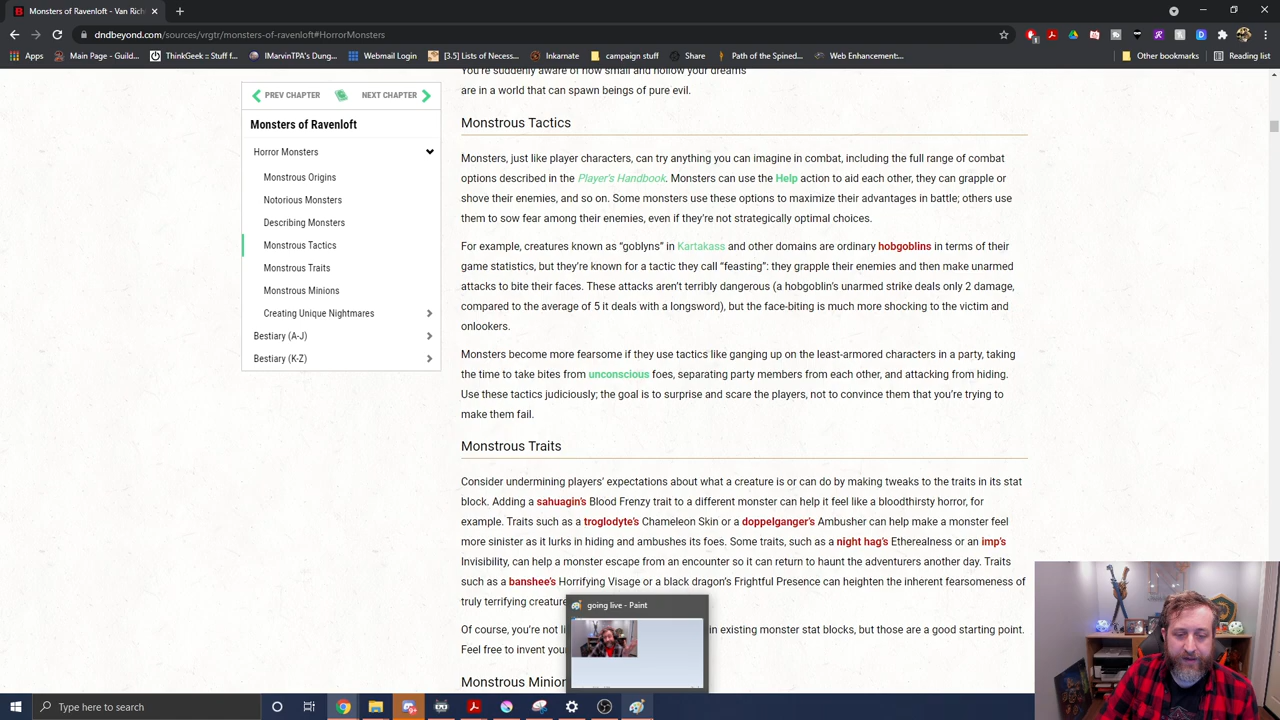 Monsters of Ravenloft - Van Rich
dndbeyond.com/sources/vrgtr/monsters-of-ravenloft#HorrorMonsters
Apps
Main Page - Guild...
ThinkGeek :: Stuff f...
IMarvinTPA's Dung...
Webmail Login
[3.5] Lists of Necess...
Inkarnate
campaign stuff
Share
Path of the Spined...
Web Enhancement:...
Other bookmarks
Reading list
PREV CHAPTER
NEXT CHAPTER
Monsters of Ravenloft
Horror Monsters
Monstrous Origins
Notorious Monsters
Describing Monsters
Monstrous Tactics
Monstrous Traits
Monstrous Minions
Creating Unique Nightmares
Bestiary (A-J)
Bestiary (K-Z)
You're suddenly aware of how small and hollow your dreams
are in a world that can spawn beings of pure evil.
Monstrous Tactics
Monsters, just like player characters, can try anything you can imagine in combat, including the full range of combat
options described in the Player's Handbook. Monsters can use the Help action to aid each other, they can grapple or
shove their enemies, and so on. Some monsters use these options to maximize their advantages in battle; others use
them to sow fear among their enemies, even if they're not strategically optimal choices.
For example, creatures known as “goblyns” in Kartakass and other domains are ordinary hobgoblins in terms of their
game statistics, but they're known for a tactic they call “feasting”: they grapple their enemies and then make unarmed
attacks to bite their faces. These attacks aren't terribly dangerous (a hobgoblin's unarmed strike deals only 2 damage,
compared to the average of 5 it deals with a longsword), but the face-biting is much more shocking to the victim and
onlookers.
Monsters become more fearsome if they use tactics like ganging up on the least-armored characters in a party, taking
the time to take bites from unconscious foes, separating party members from each other, and attacking from hiding.
Use these tactics judiciously; the goal is to surprise and scare the players, not to convince them that you're trying to
make them fail.
Monstrous Traits
Consider undermining players' expectations about what a creature is or can do by making tweaks to the traits in its stat
block. Adding a sahuagin's Blood Frenzy trait to a different monster can help it feel like a bloodthirsty horror, for
example. Traits such as a troglodyte's Chameleon Skin or a doppelganger's Ambusher can help make a monster feel
more sinister as it lurks in hiding and ambushes its foes. Some traits, such as a night hag's Etherealness or an imp's
Invisibility, can help a monster escape from an encounter so it can return to haunt the adventurers another day. Traits
such as a banshee's Horrifying Visage or a black dragon's Frightful Presence can heighten the inherent fearsomeness of
truly terrifying creature
Of course, you're not li in existing monster stat blocks, but those are a good starting point.
Feel free to invent your
Monstrous Minion
going live - Paint
Type here to search